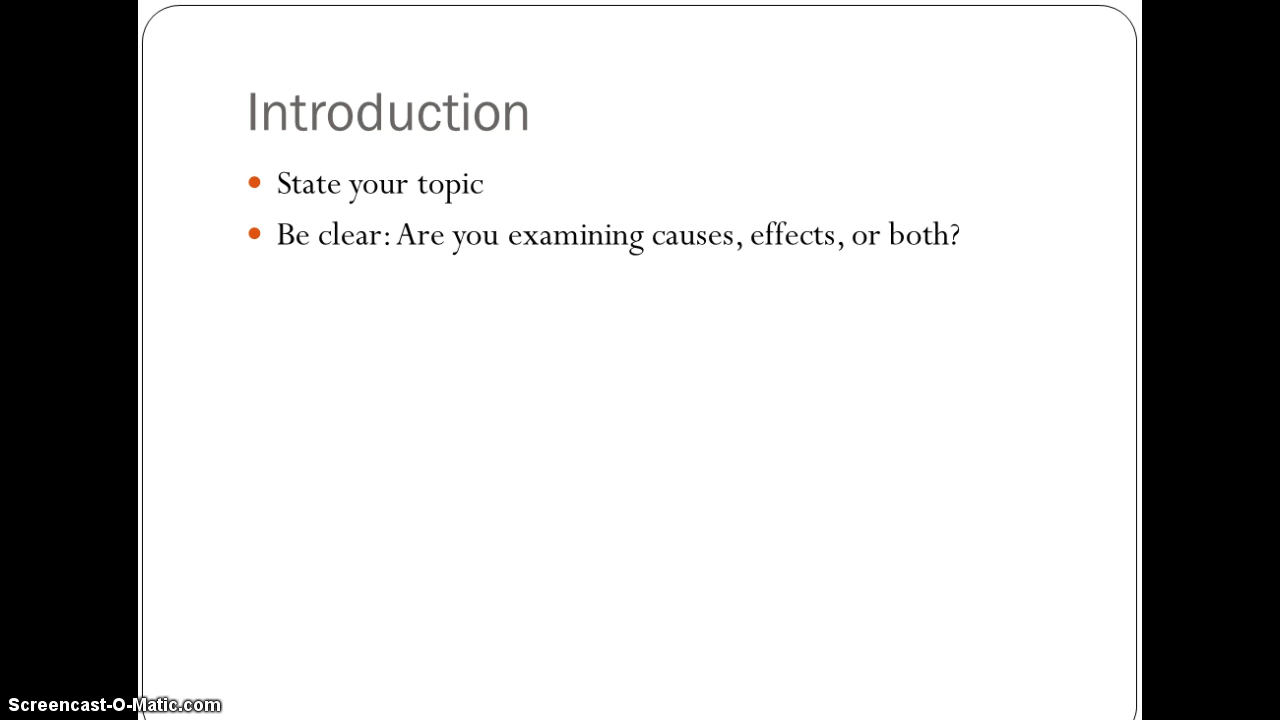 Introduction
State your topic
Be clear: Are you examining causes, effects, or both?
Screencast-O-Matic.com